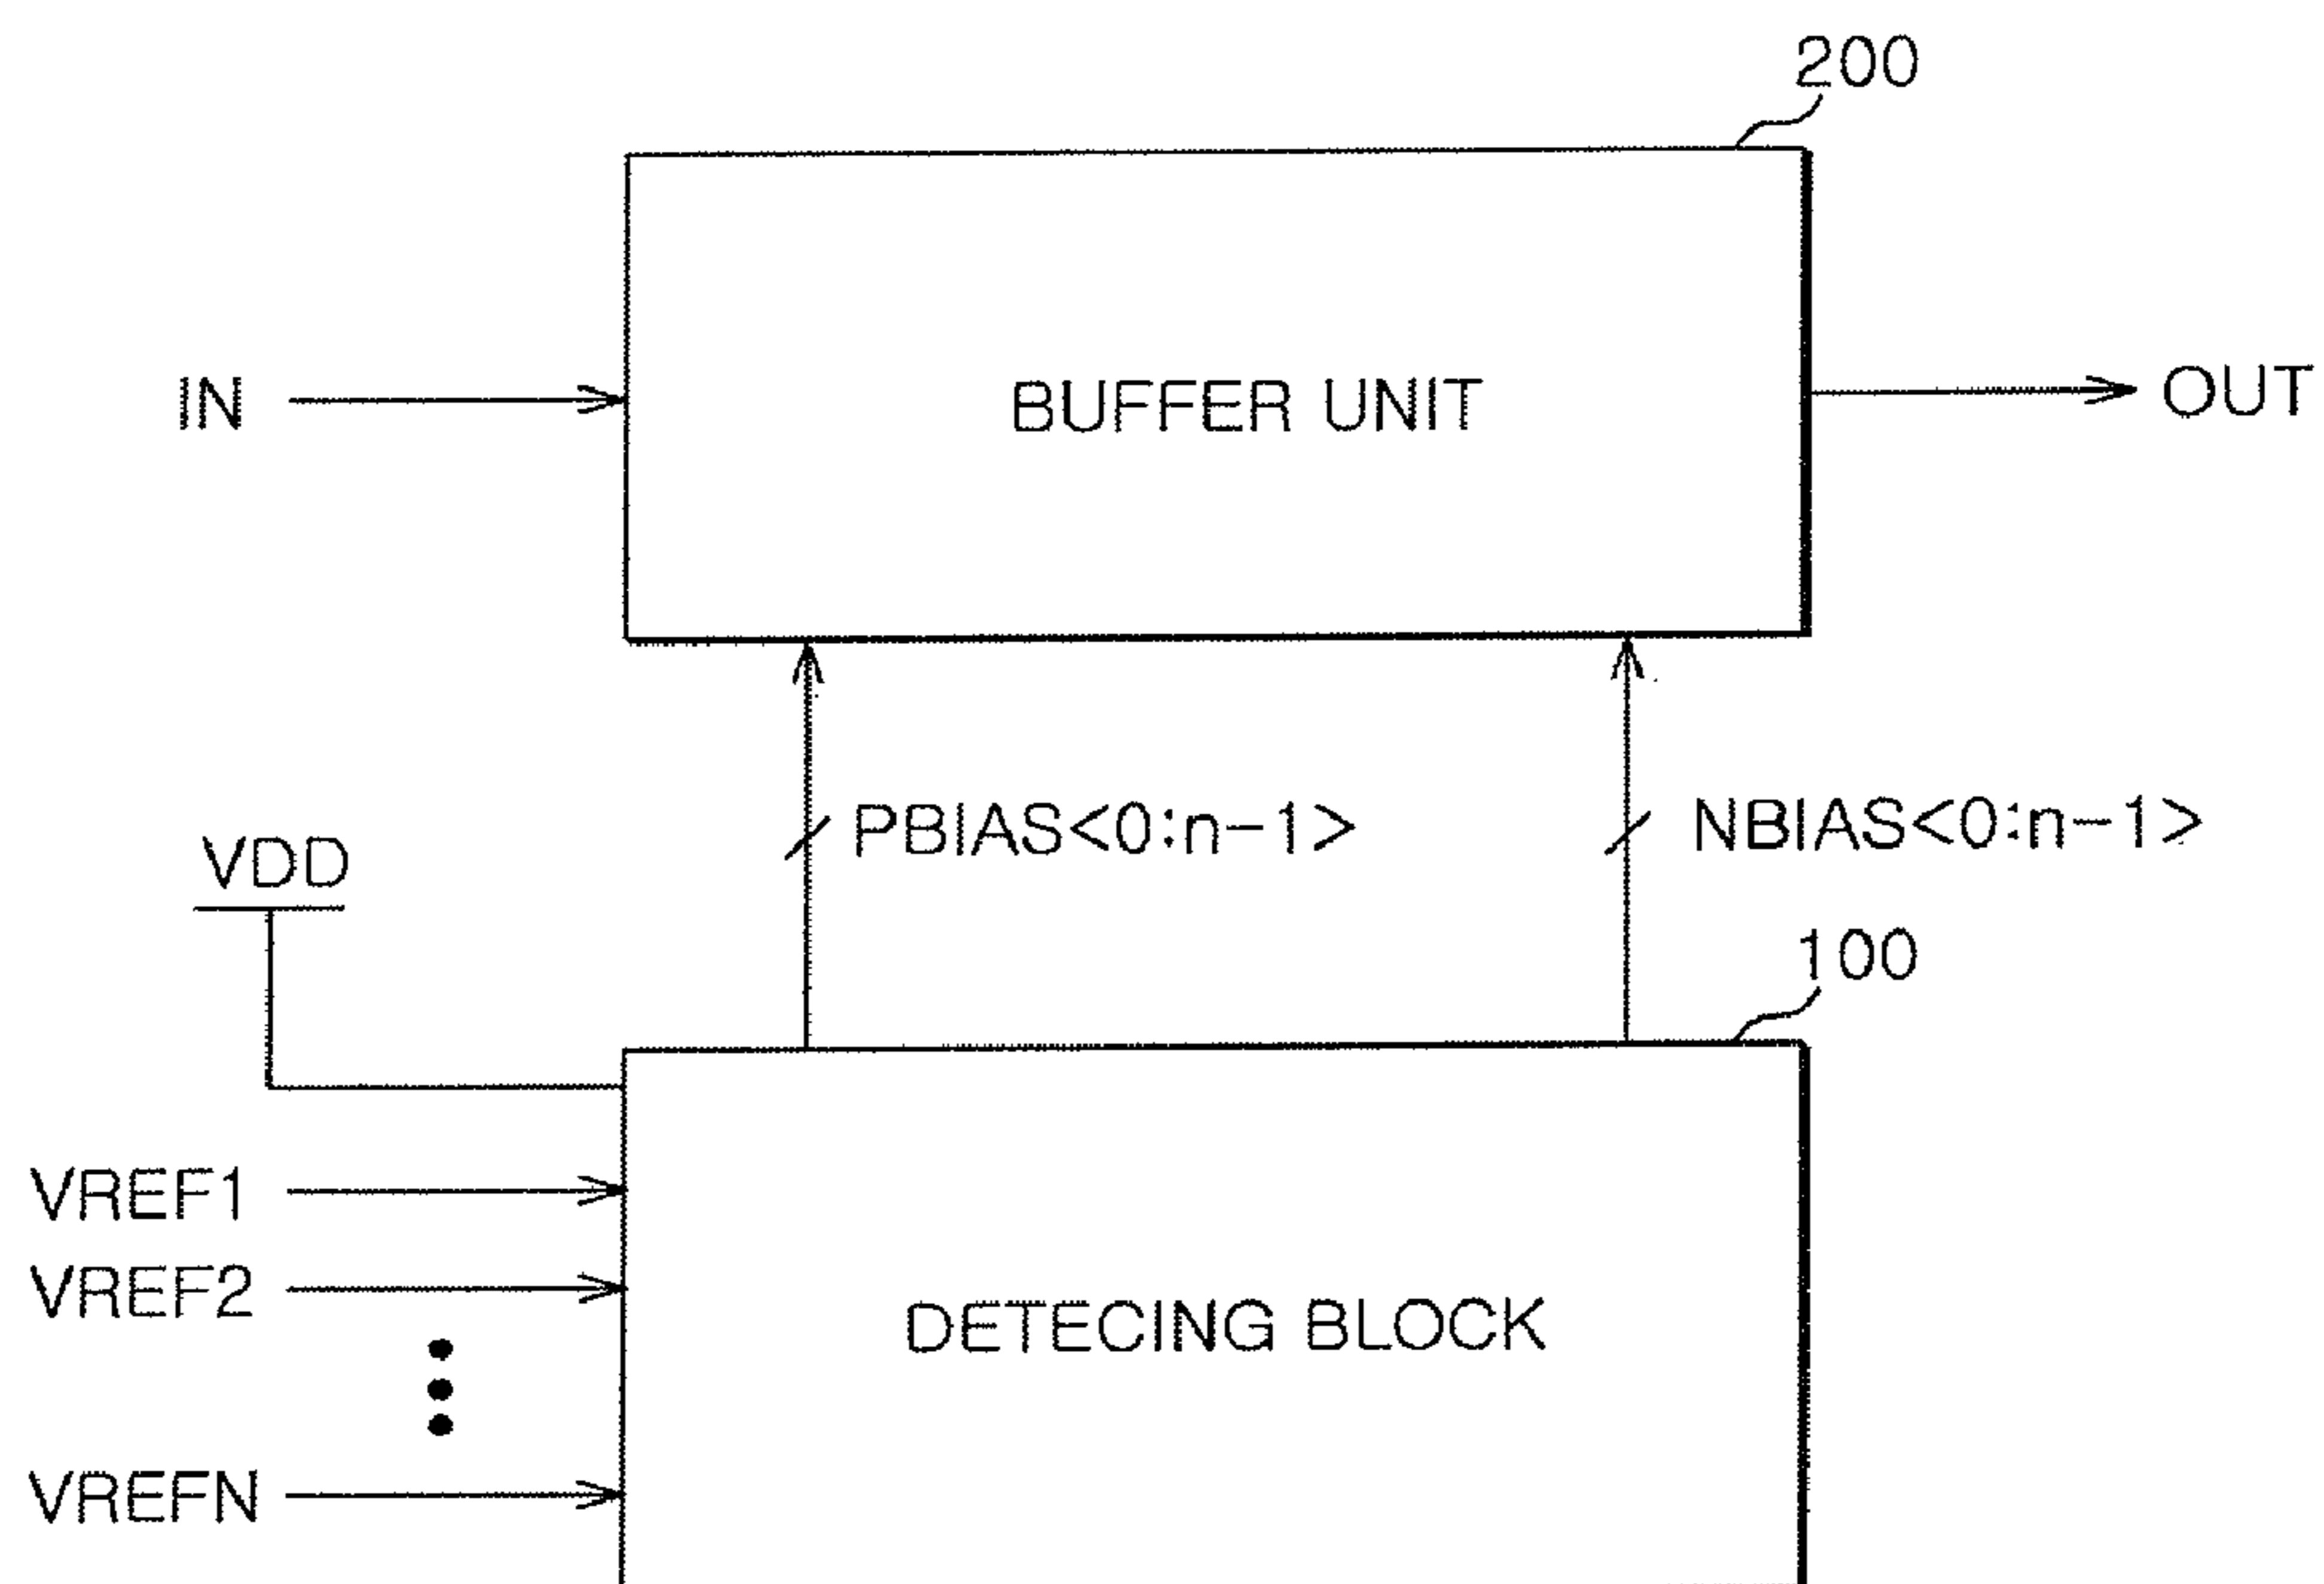 200
IN
BUFFER UNIT
OUT
PBIAS<0:n-1>
NBIAS<0:n-1>
VDD
100
VREF1
VREF2
DETECING BLOCK
VREFN